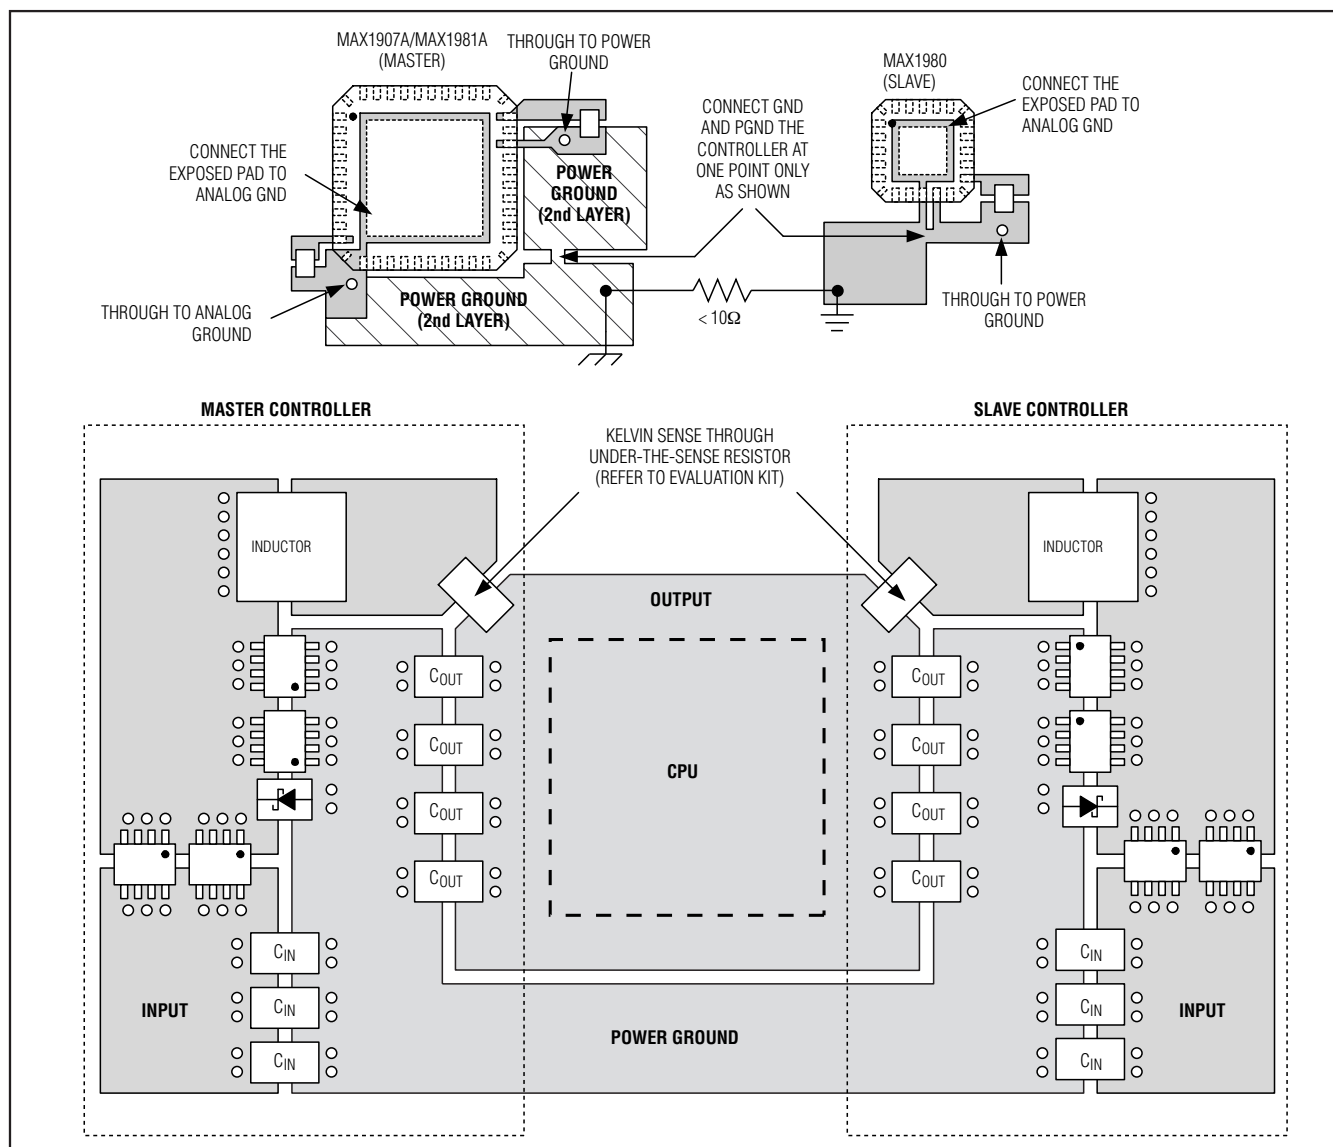 MAX1907A/MAX1981A
(MASTER)
THROUGH TO POWER
GROUND
MAX1980
(SLAVE)
CONNECT THE
EXPOSED PAD TO
ANALOG GND
CONNECT GND
AND PGND THE
CONTROLLER AT
ONE POINT ONLY
AS SHOWN
CONNECT THE
EXPOSED PAD TO
ANALOG GND
POWER
GROUND
(2nd LAYER)
THROUGH TO ANALOG
GROUND
POWER GROUND
(2nd LAYER)
< 10Ω
THROUGH TO POWER
GROUND
MASTER CONTROLLER
SLAVE CONTROLLER
KELVIN SENSE THROUGH
UNDER-THE-SENSE RESISTOR
(REFER TO EVALUATION KIT)
INDUCTOR
INDUCTOR
OUTPUT
COUT
COUT
COUT
COUT
CPU
COUT
COUT
COUT
COUT
CIN
CIN
CIN
CIN
CIN
CIN
INPUT
INPUT
POWER GROUND